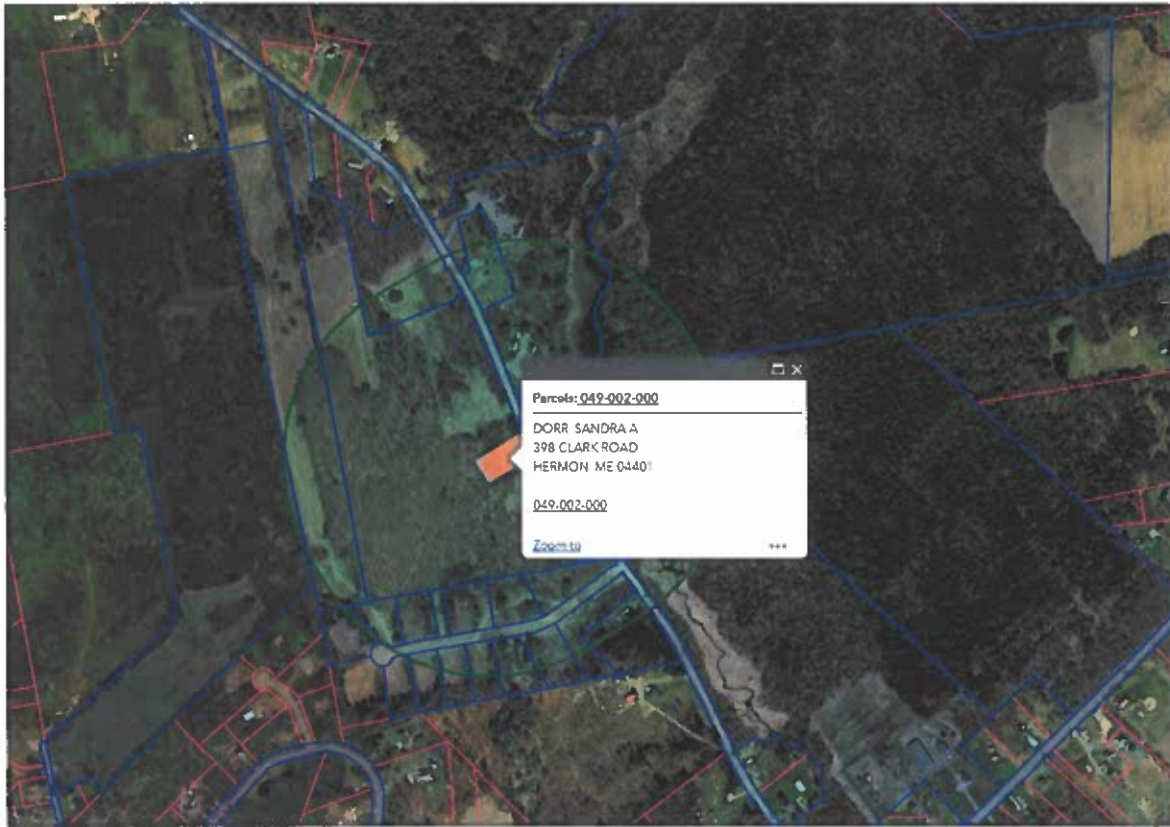 Parcels: 049-002-000
DORR SANDRA A
398 CLARK ROAD
HERMON ME 04401
049-002-000
Zoom to